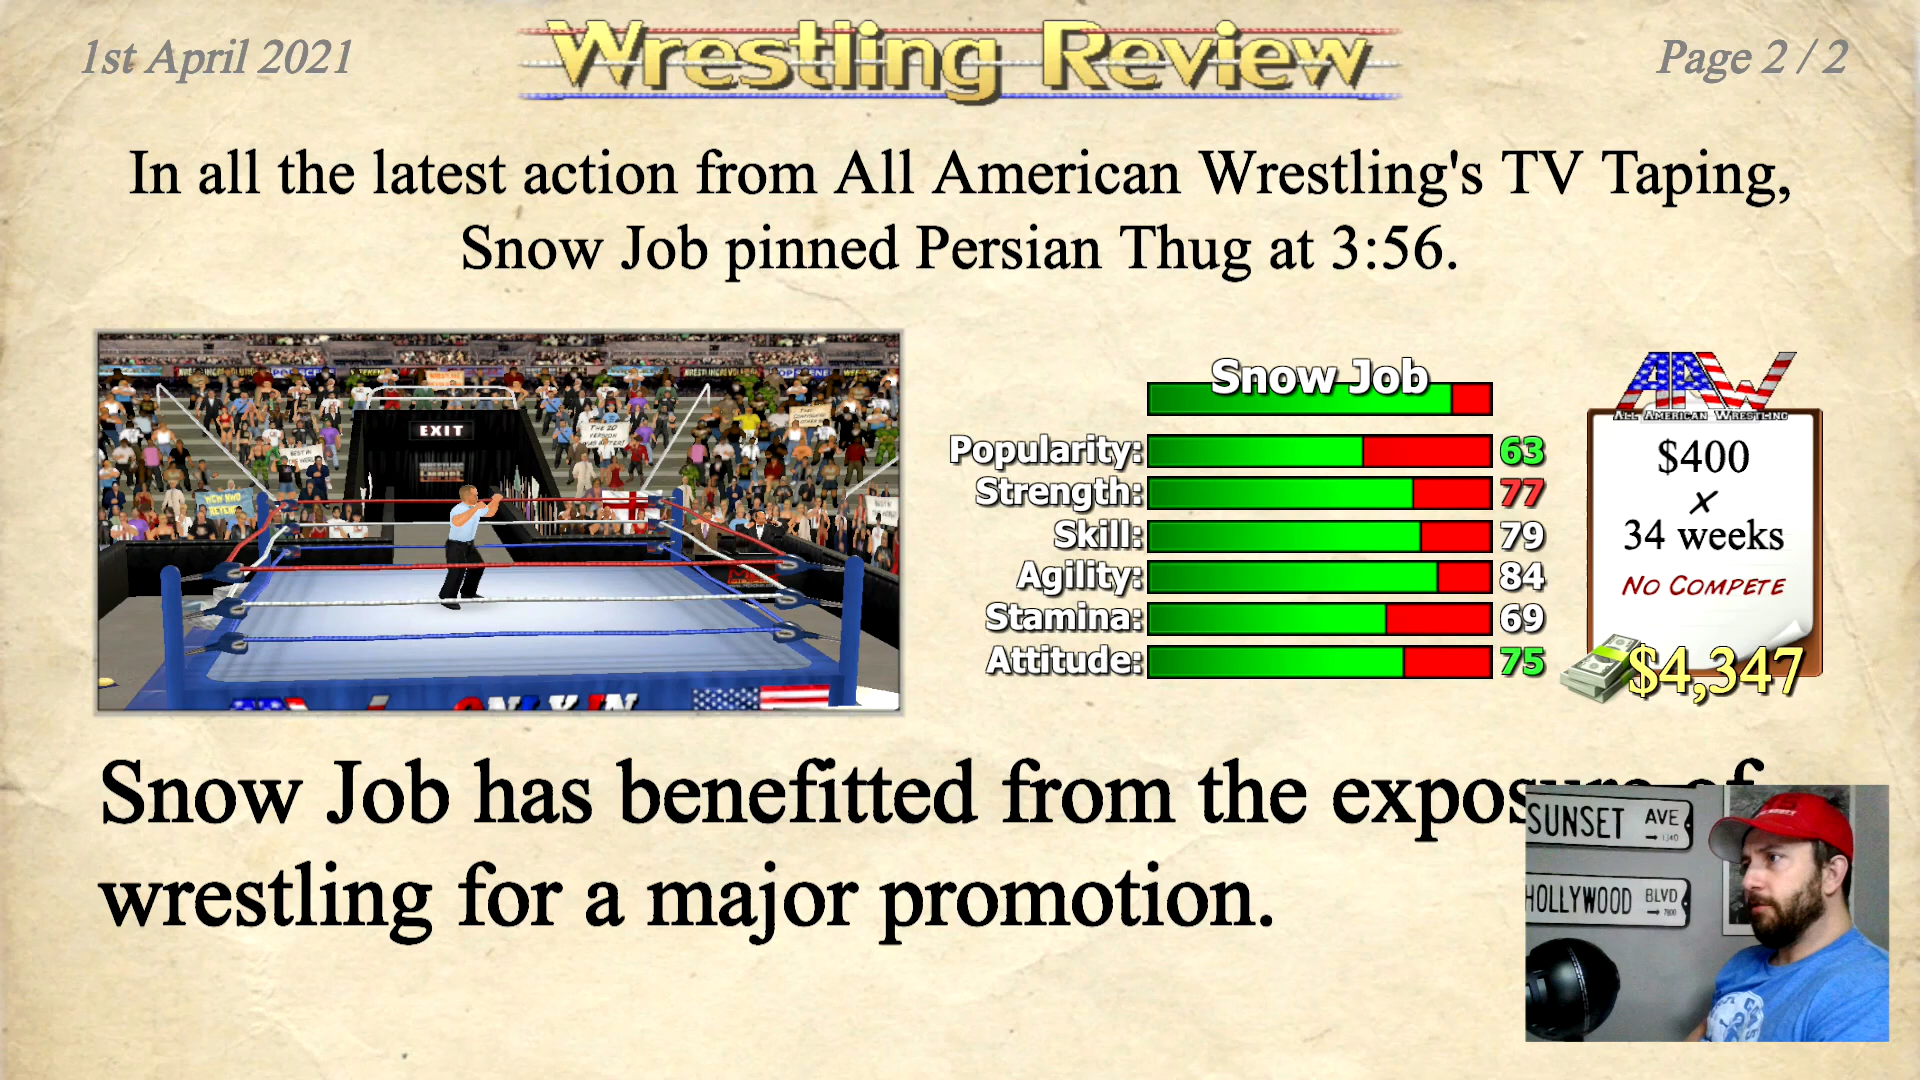 1st April 2021
Wrestling Review
Page 2 / 2
In all the latest action from All American Wrestling's TV Taping,
Snow Job pinned Persian Thug at 3:56.
EXIT
Snow Job
Popularity: 63
Strength: 77
Skill: 79
Agility: 84
Stamina: 69
Attitude: 75
AAW
ALL AMERICAN WRESTLING
$400
x
34 weeks
NO COMPETE
$4,347
Snow Job has benefitted from the exposure of
wrestling for a major promotion.
SUNSET AVE
HOLLYWOOD BLVD